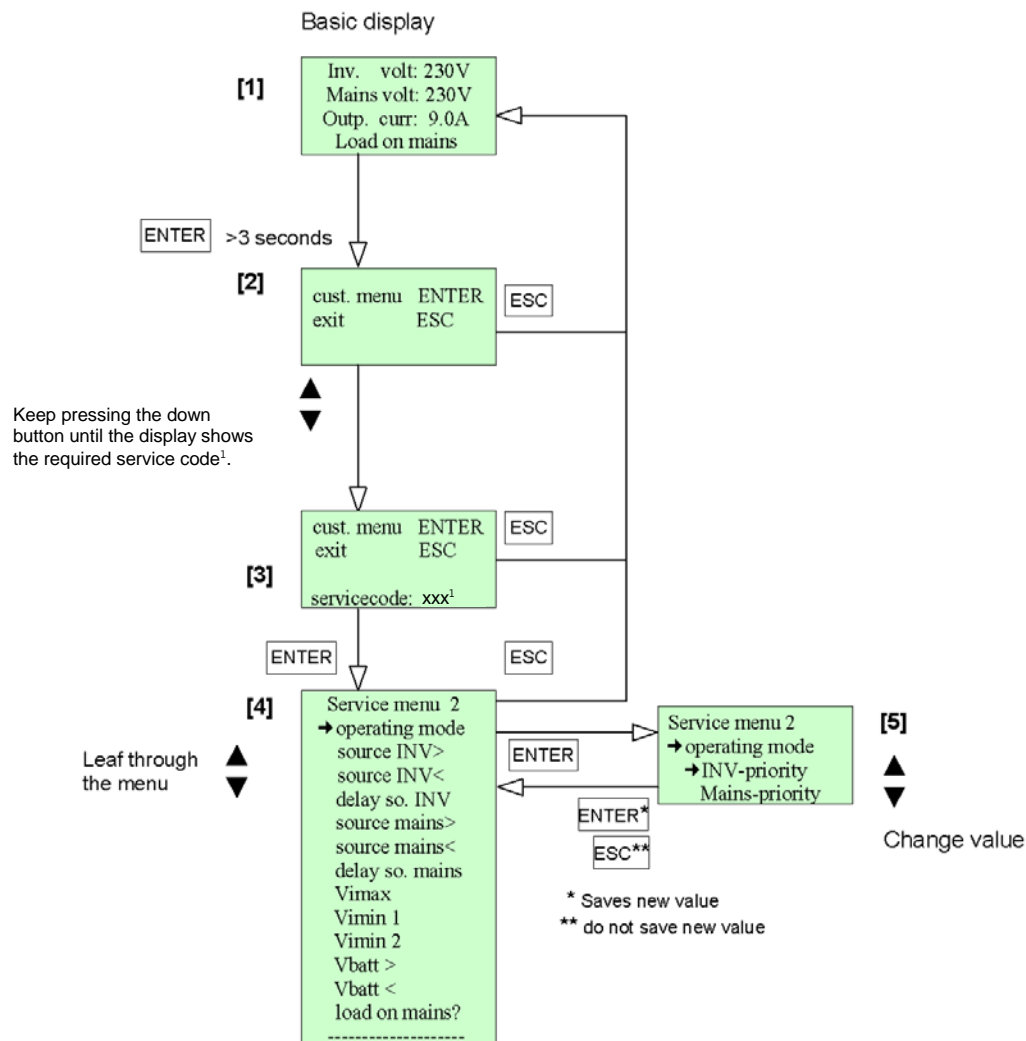 Basic display
[1]
Inv. volt: 230V
Mains volt: 230V
Outp. curr: 9.0A
Load on mains
ENTER >3 seconds
[2]
cust. menu ENTER
exit ESC
ESC
Keep pressing the down
button until the display shows
the required service code¹.
▲
▼
[3]
cust. menu ENTER
exit ESC
servicecode: xxx¹
ESC
ENTER
ESC
[4]
Leaf through
the menu
▲
▼
Service menu 2
➔ operating mode
source INV>
source INV<
delay so. INV
source mains>
source mains<
delay so. mains
Vimax
Vimin 1
Vimin 2
Vbatt >
Vbatt <
load on mains?
--------------------
ENTER
ENTER*
ESC**
Service menu 2
➔ operating mode
➔ INV-priority
Mains-priority
[5]
▲
▼
Change value
* Saves new value
** do not save new value